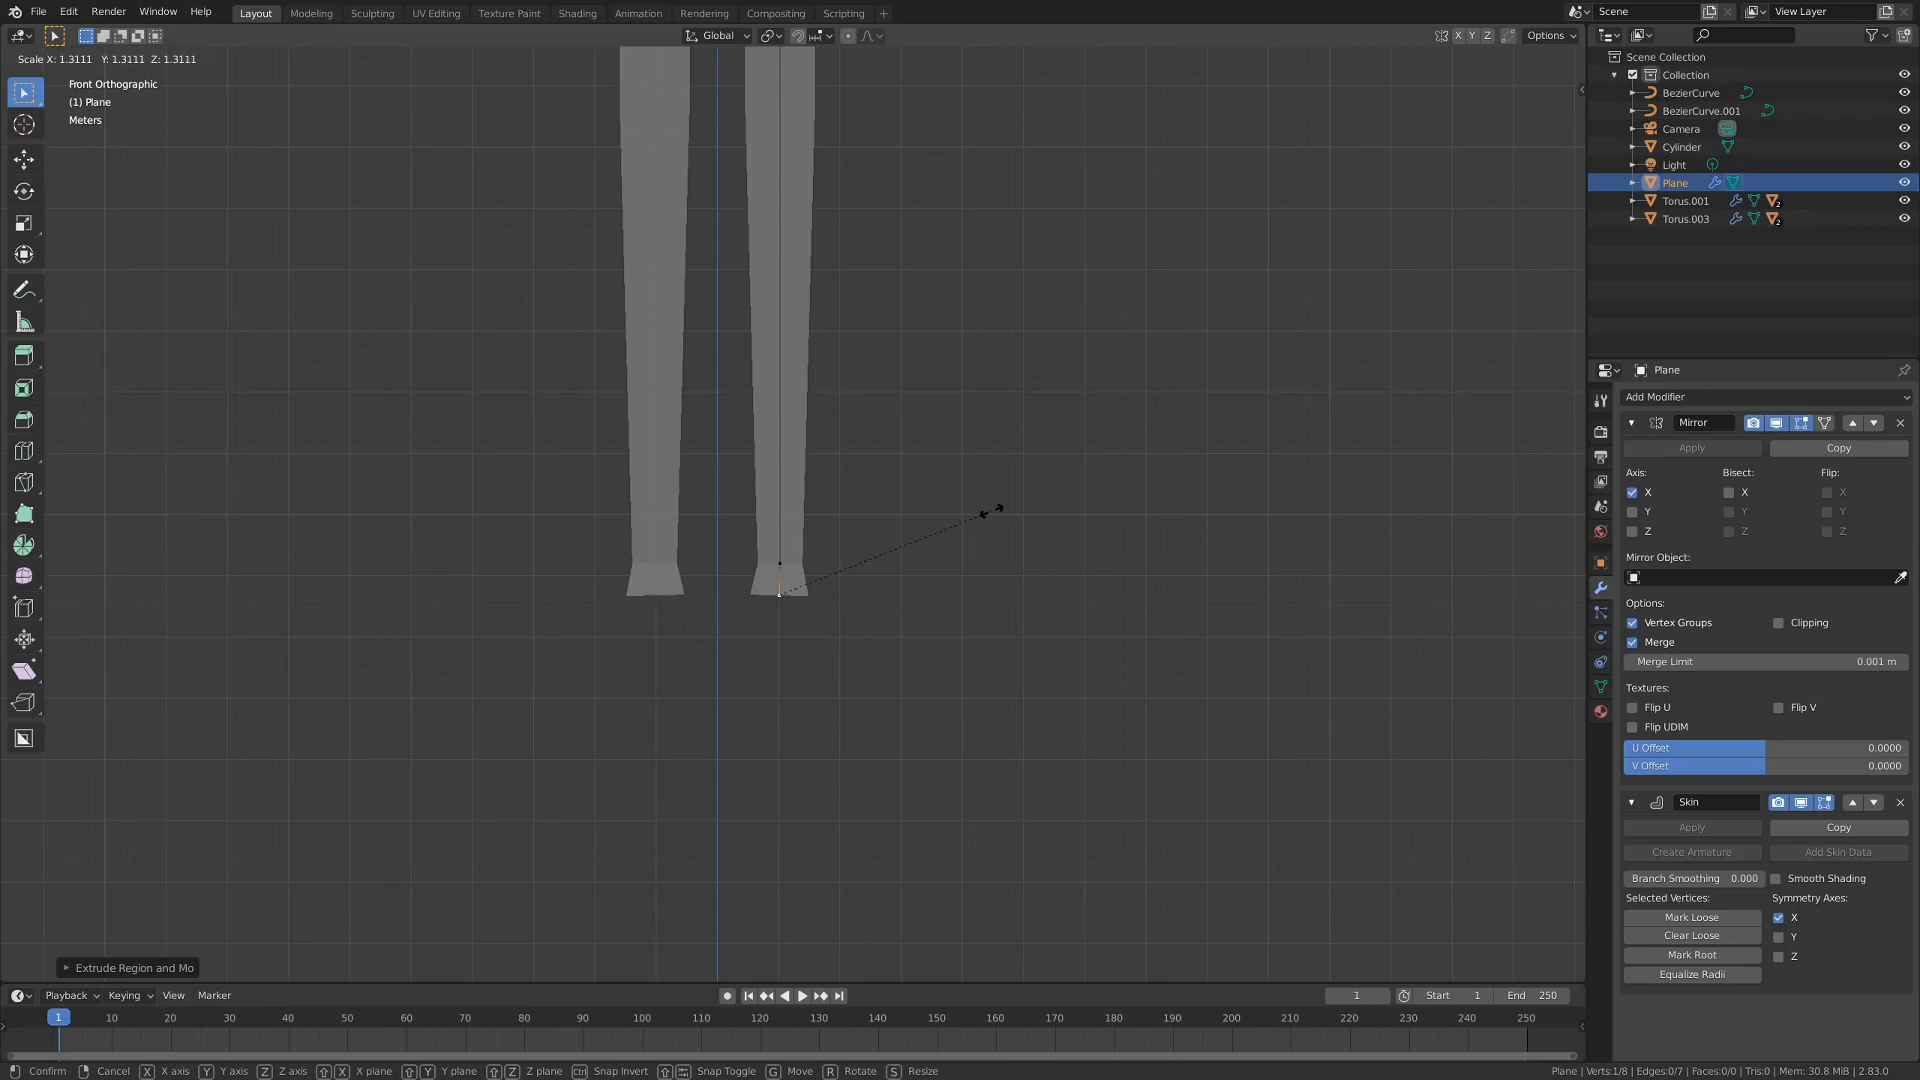 File Edit Render Window Help Layout Modeling Sculpting UV Editing Texture Paint Shading Animation Rendering Compositing Scripting + Scene View Layer
Global X Y Z Options
Scale X: 1.3111 Y: 1.3111 Z: 1.3111
Front Orthographic
(1) Plane
Meters
Scene Collection
Collection
BezierCurve
BezierCurve.001
Camera
Cylinder
Light
Plane
Torus.001 2
Torus.003 2
Plane
Add Modifier
Mirror
Apply Copy
Axis: Bisect: Flip:
X X X
Y Y Y
Z Z Z
Mirror Object:
Options:
Vertex Groups Clipping
Merge
Merge Limit 0.001 m
Textures:
Flip U Flip V
Flip UDIM
U Offset 0.0000
V Offset 0.0000
Skin
Apply Copy
Create Armature Add Skin Data
Branch Smoothing 0.000 Smooth Shading
Selected Vertices: Symmetry Axes:
Mark Loose X
Clear Loose Y
Mark Root Z
Equalize Radii
Extrude Region and Mo
Playback Keying View Marker 1 Start 1 End 250
1 10 20 30 40 50 60 70 80 90 100 110 120 130 140 150 160 170 180 190 200 210 220 230 240 250
Confirm Cancel X X axis Y Y axis Z Z axis X X plane Y Y plane Z Z plane Ctrl Snap Invert Snap Toggle G Move R Rotate S Resize Plane | Verts:1/8 | Edges:0/7 | Faces:0/0 | Tris:0 | Mem: 30.8 MiB | 2.83.0